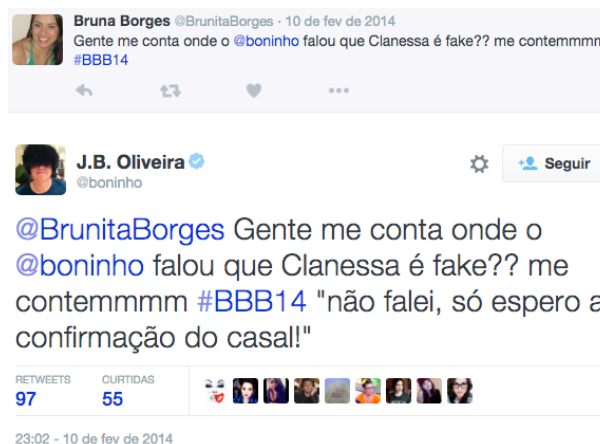 Bruna Borges @BrunitaBorges · 10 de fev de 2014
Gente me conta onde o @boninho falou que Clanessa é fake?? me contemmmm
#BBB14
J.B. Oliveira
@boninho
Seguir
@BrunitaBorges Gente me conta onde o
@boninho falou que Clanessa é fake?? me
contemmmm #BBB14 "não falei, só espero a
confirmação do casal!"
RETWEETS
97
CURTIDAS
55
23:02 - 10 de fev de 2014